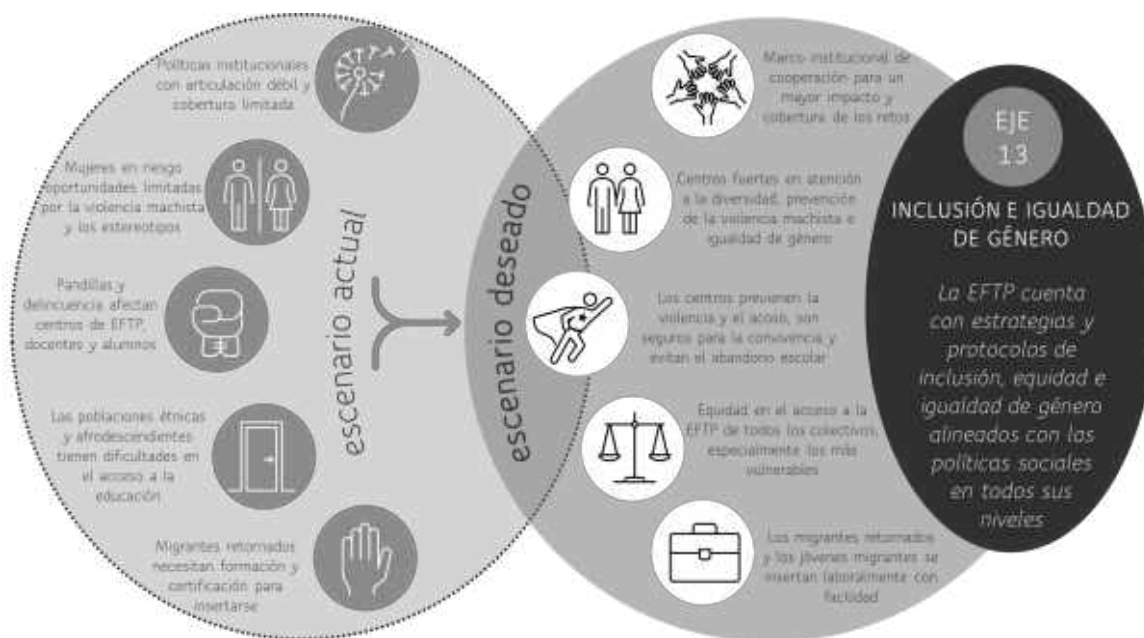 Políticas institucionales
con articulación débil y
cobertura limitada
Mujeres en riesgo
oportunidades limitadas
por la violencia machista
y los estereotipos
Pandillas y
delincuencia afectan
centros de EFTP,
docentes y alumnos
Las poblaciones étnicas
y afrodescendientes
tienen dificultades en
el acceso a la
educación
Migrantes retornados
necesitan formación y
certificación para
insertarse
escenario actual
escenario deseado
Marco institucional de
cooperación para un
mayor impacto y
cobertura de los retos
Centros fuertes en atención
a la diversidad, prevención
de la violencia machista e
igualdad de género
Los centros previenen la
violencia y el acoso, son
seguros para la convivencia y
evitan el abandono escolar
Equidad en el acceso a la
EFTP de todos los colectivos,
especialmente los más
vulnerables
Los migrantes retornados
y los jóvenes migrantes se
insertan laboralmente con
facilidad
EJE
13
INCLUSIÓN E IGUALDAD
DE GÉNERO
La EFTP cuenta
con estrategias y
protocolos de
inclusión, equidad e
igualdad de género
alineados con las
políticas sociales
en todos sus
niveles